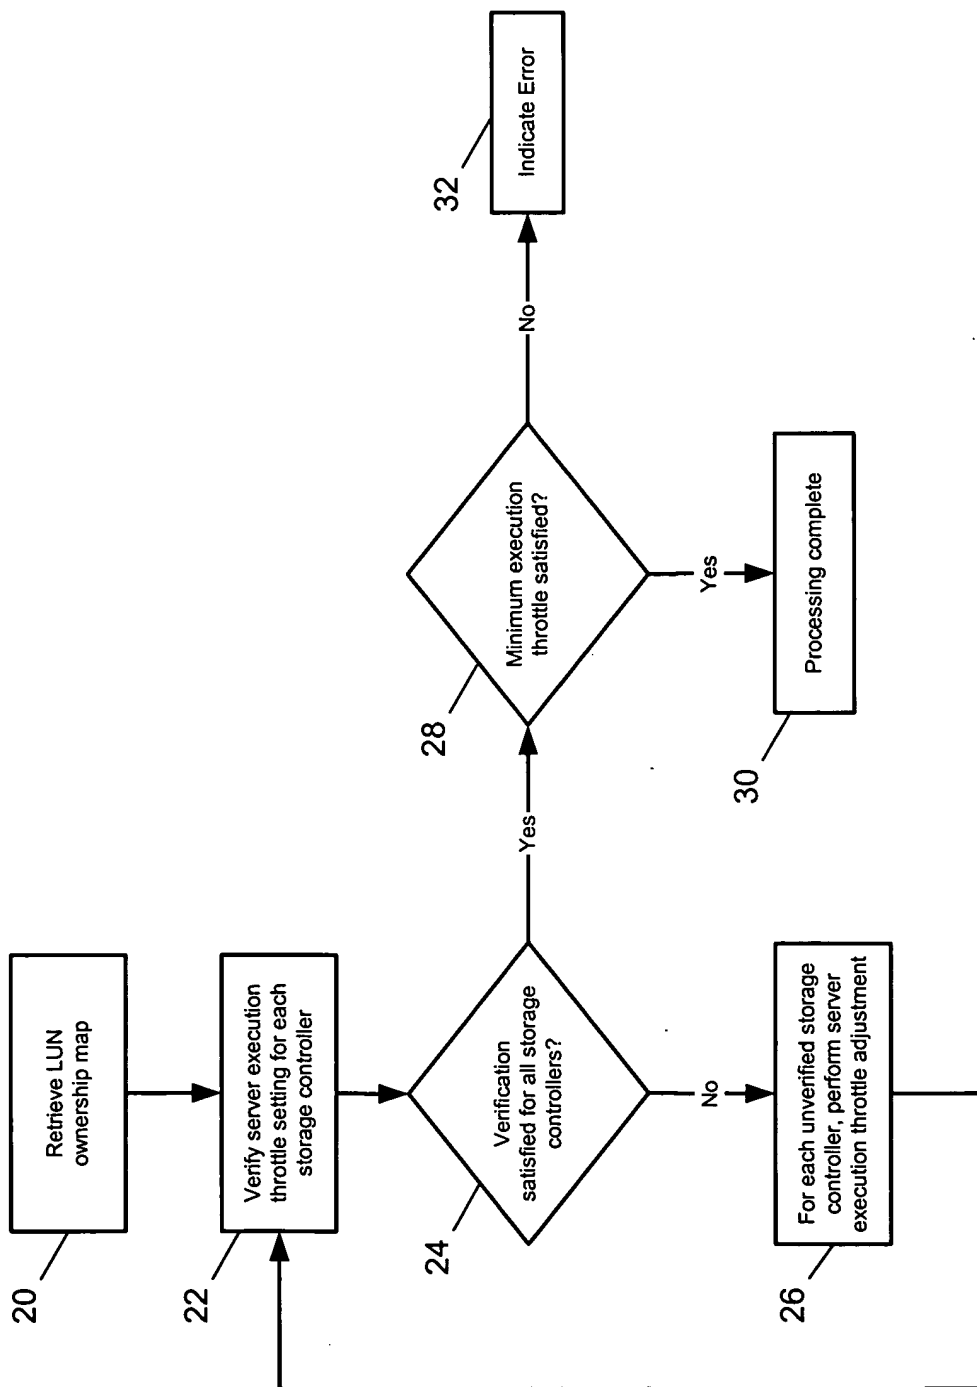 20
Retrieve LUN
ownership map
22
Verify server execution
throttle setting for each
storage controller
24
Verification
satisfied for all storage
controllers?
Yes
No
26
For each unverified storage
controller, perform server
execution throttle adjustment
28
Minimum execution
throttle satisfied?
No
Yes
30
Processing complete
32
Indicate Error